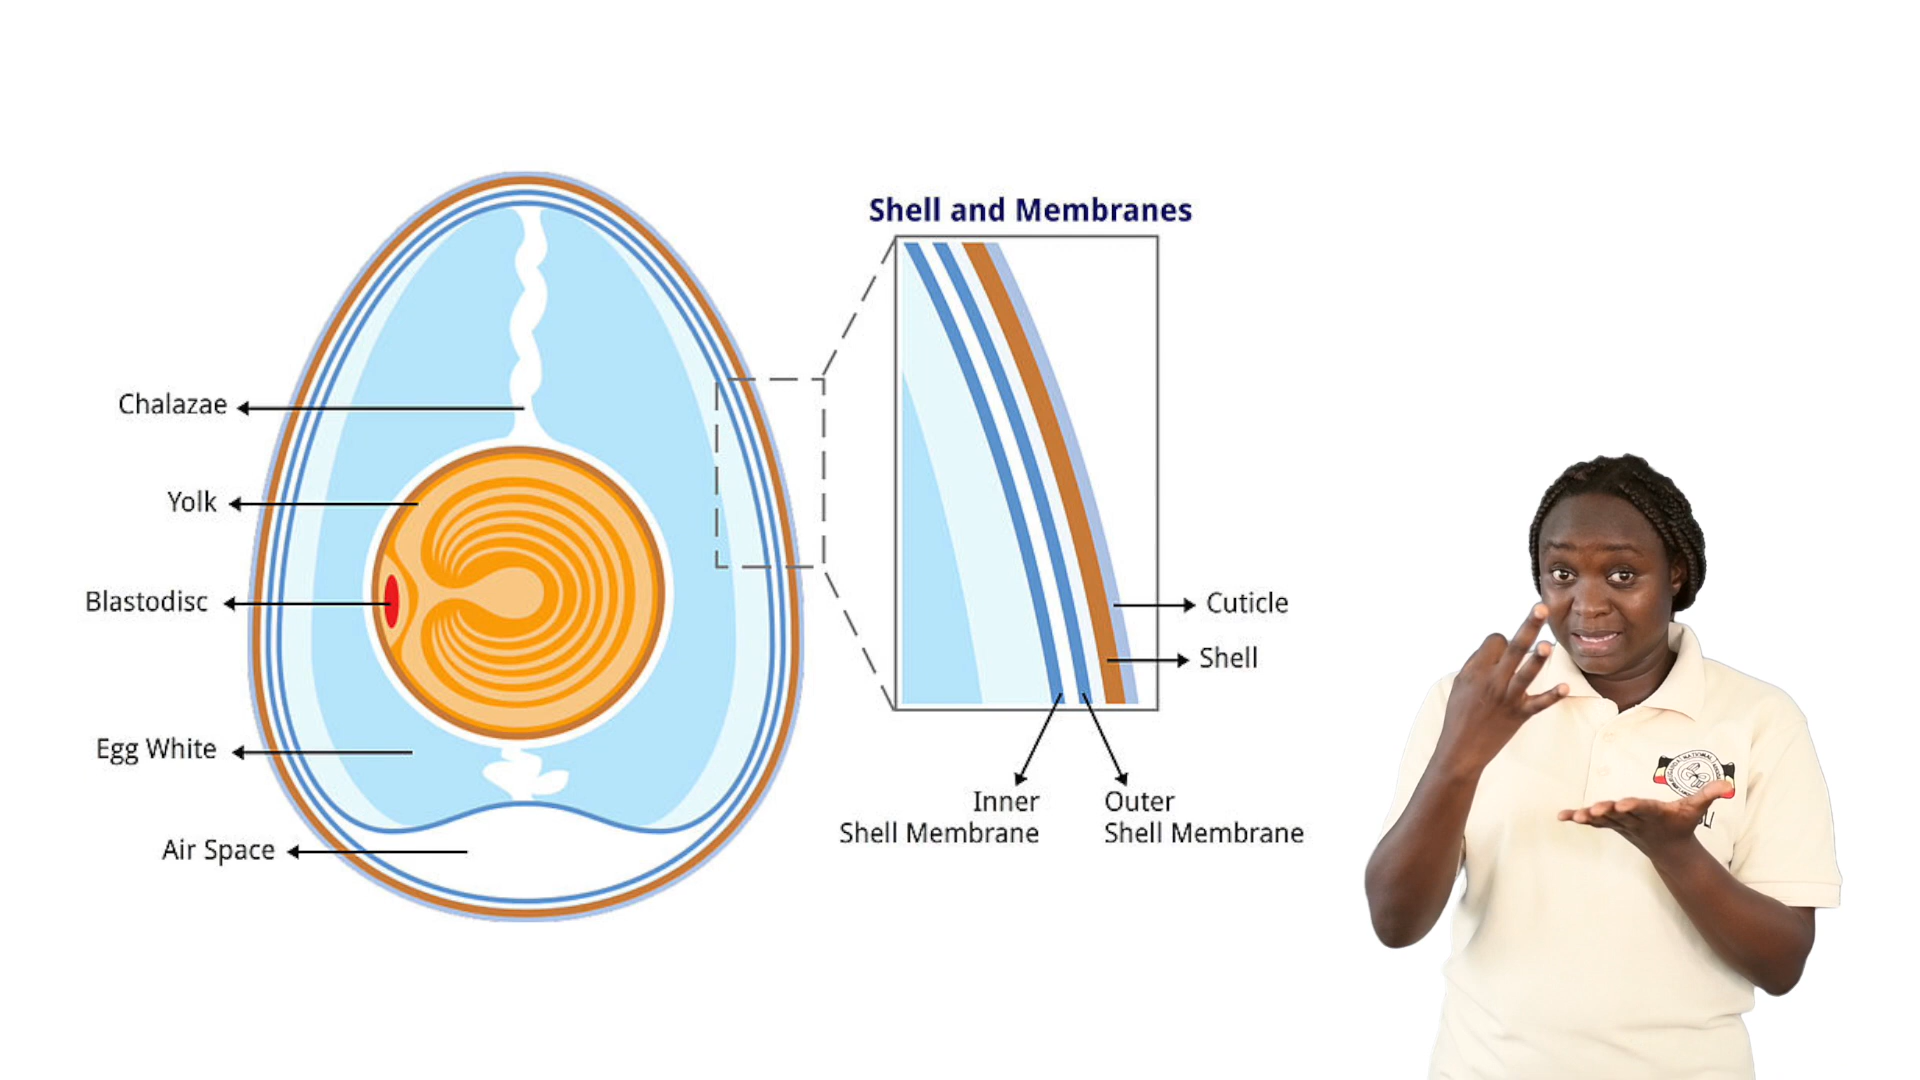 Shell and Membranes
Chalazae
Yolk
Blastodisc
Egg White
Air Space
Cuticle
Shell
Inner
Shell Membrane
Outer
Shell Membrane